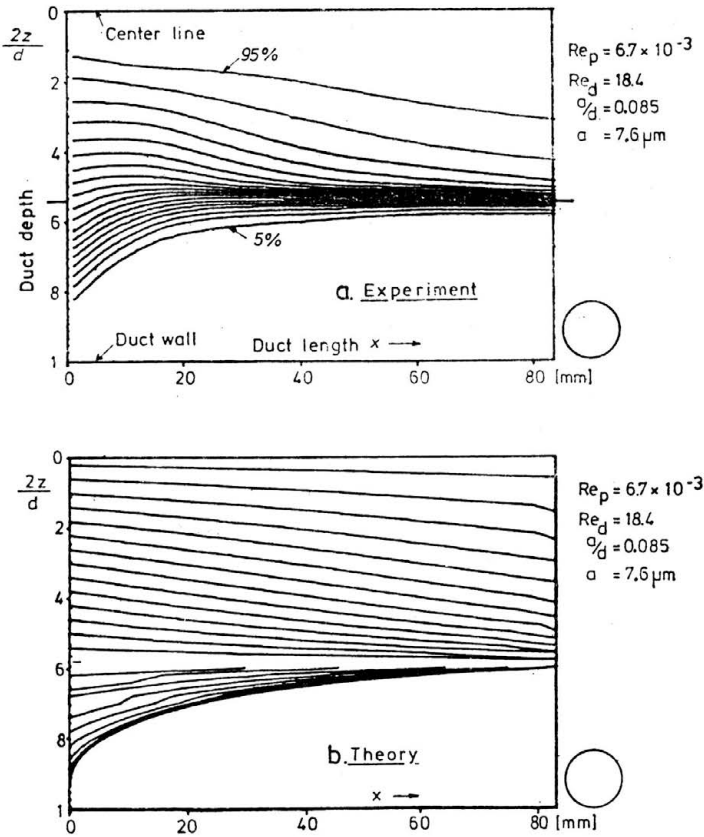 0
Center line
2z
d
95%
2
4
6
8
1
Duct depth
5%
a. Experiment
Duct wall
Duct length x →
0 20 40 60 80 [mm]
Re_p = 6.7 × 10⁻³
Re_d = 18.4
a/d = 0.085
a = 7.6 µm
0
2z
d
2
4
6
8
1
b. Theory
x →
0 20 40 60 80 [mm]
Re_p = 6.7 × 10⁻³
Re_d = 18.4
a/d = 0.085
a = 7.6 µm